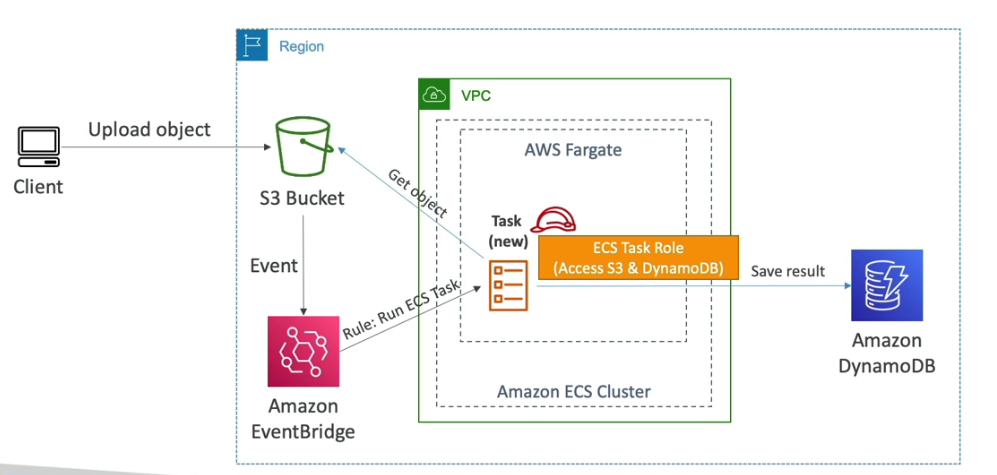 Region
VPC
Upload object
AWS Fargate
Client
S3 Bucket
Get object
Task
(new)
ECS Task Role
(Access S3 & DynamoDB)
Save result
Event
Rule: Run ECS Task
Amazon
DynamoDB
Amazon ECS Cluster
Amazon
EventBridge